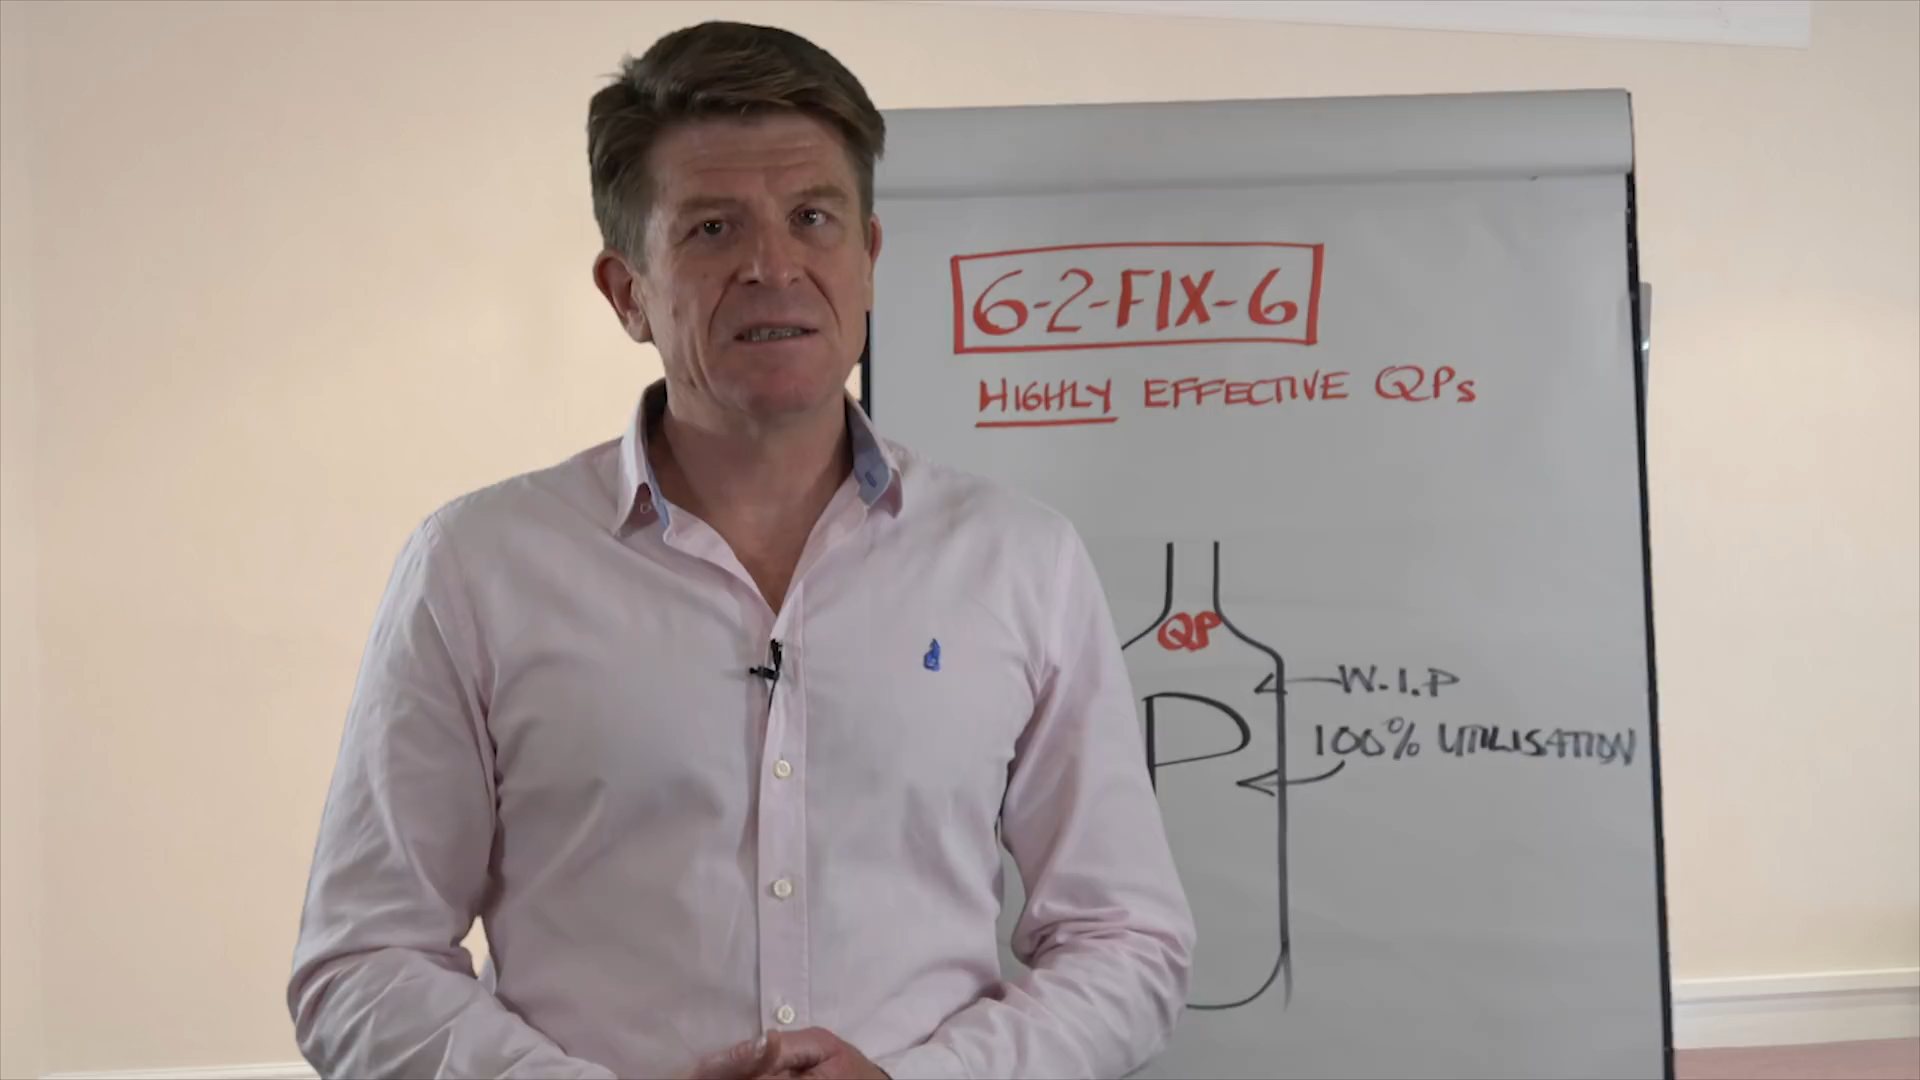 6-2-FIX-6
HIGHLY EFFECTIVE QPs
QP
W.I.P
P
100% UTILISATION